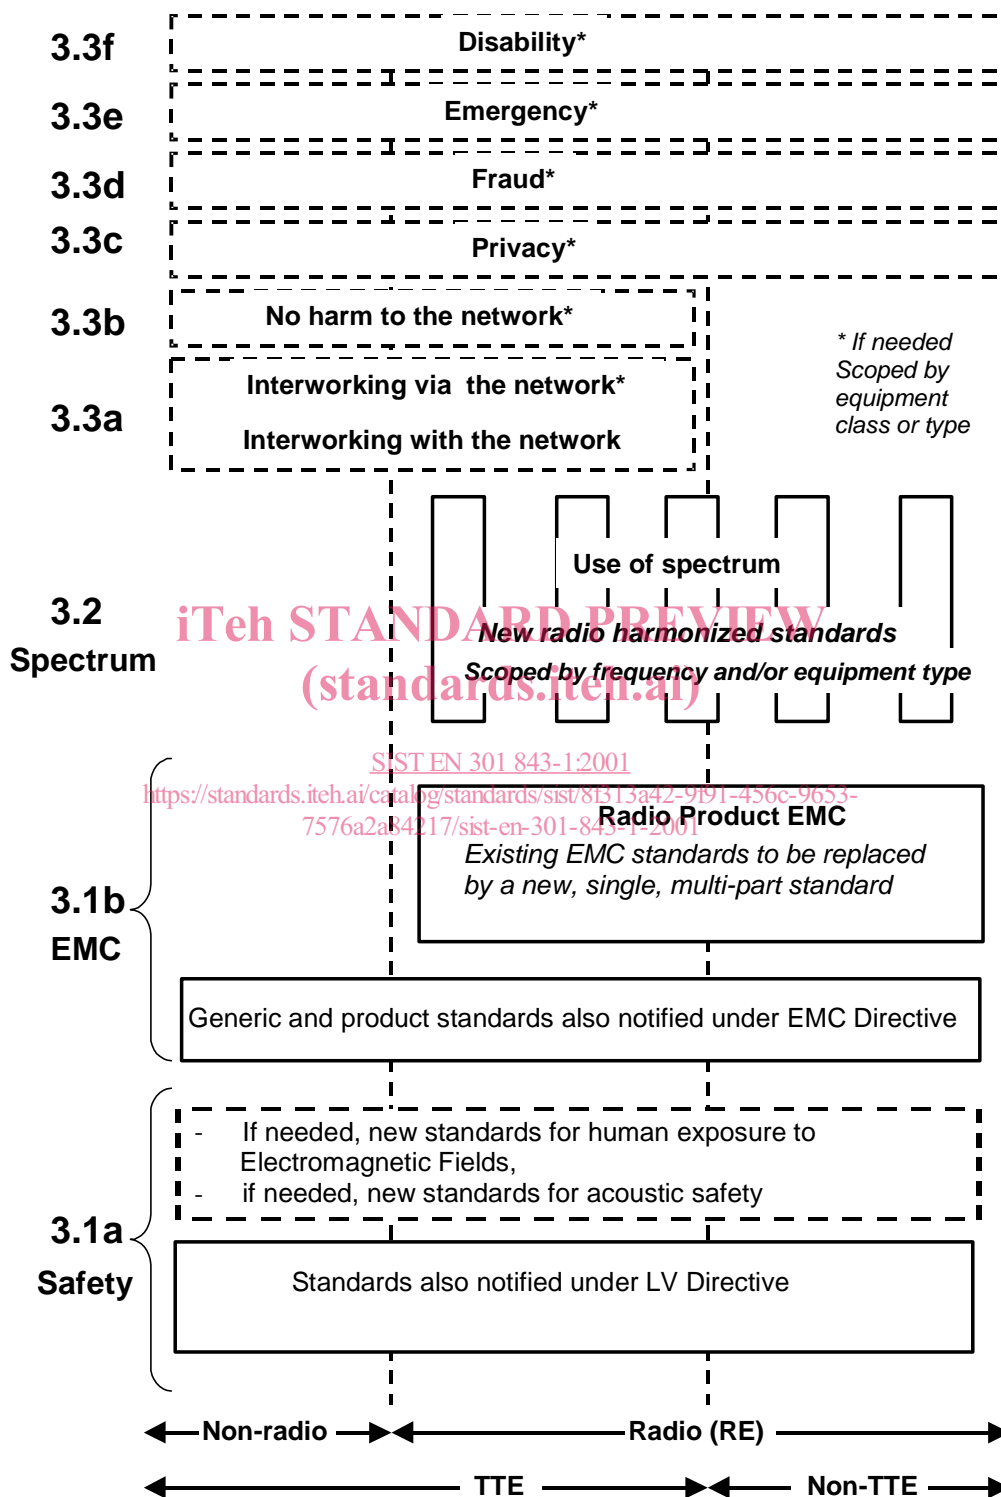 3.3f
Disability*
3.3e
Emergency*
3.3d
Fraud*
3.3c
Privacy*
3.3b
No harm to the network*
* If needed
Scoped by
equipment
class or type
3.3a
Interworking via the network*
Interworking with the network
Use of spectrum
3.2
Spectrum
iTeh STANDARD PREVIEW
New radio harmonized standards
(standards.iteh.ai)
Scoped by frequency and/or equipment type
SIST EN 301 843-1:2001
https://standards.iteh.ai/catalog/standards/sist/8f313a42-9f91-456c-9653-
7576a2a84217/sist-en-301-843-1-2001
Radio Product EMC
Existing EMC standards to be replaced
by a new, single, multi-part standard
3.1b
EMC
Generic and product standards also notified under EMC Directive
- If needed, new standards for human exposure to
Electromagnetic Fields,
- if needed, new standards for acoustic safety
3.1a
Safety
Standards also notified under LV Directive
Non-radio
Radio (RE)
TTE
Non-TTE